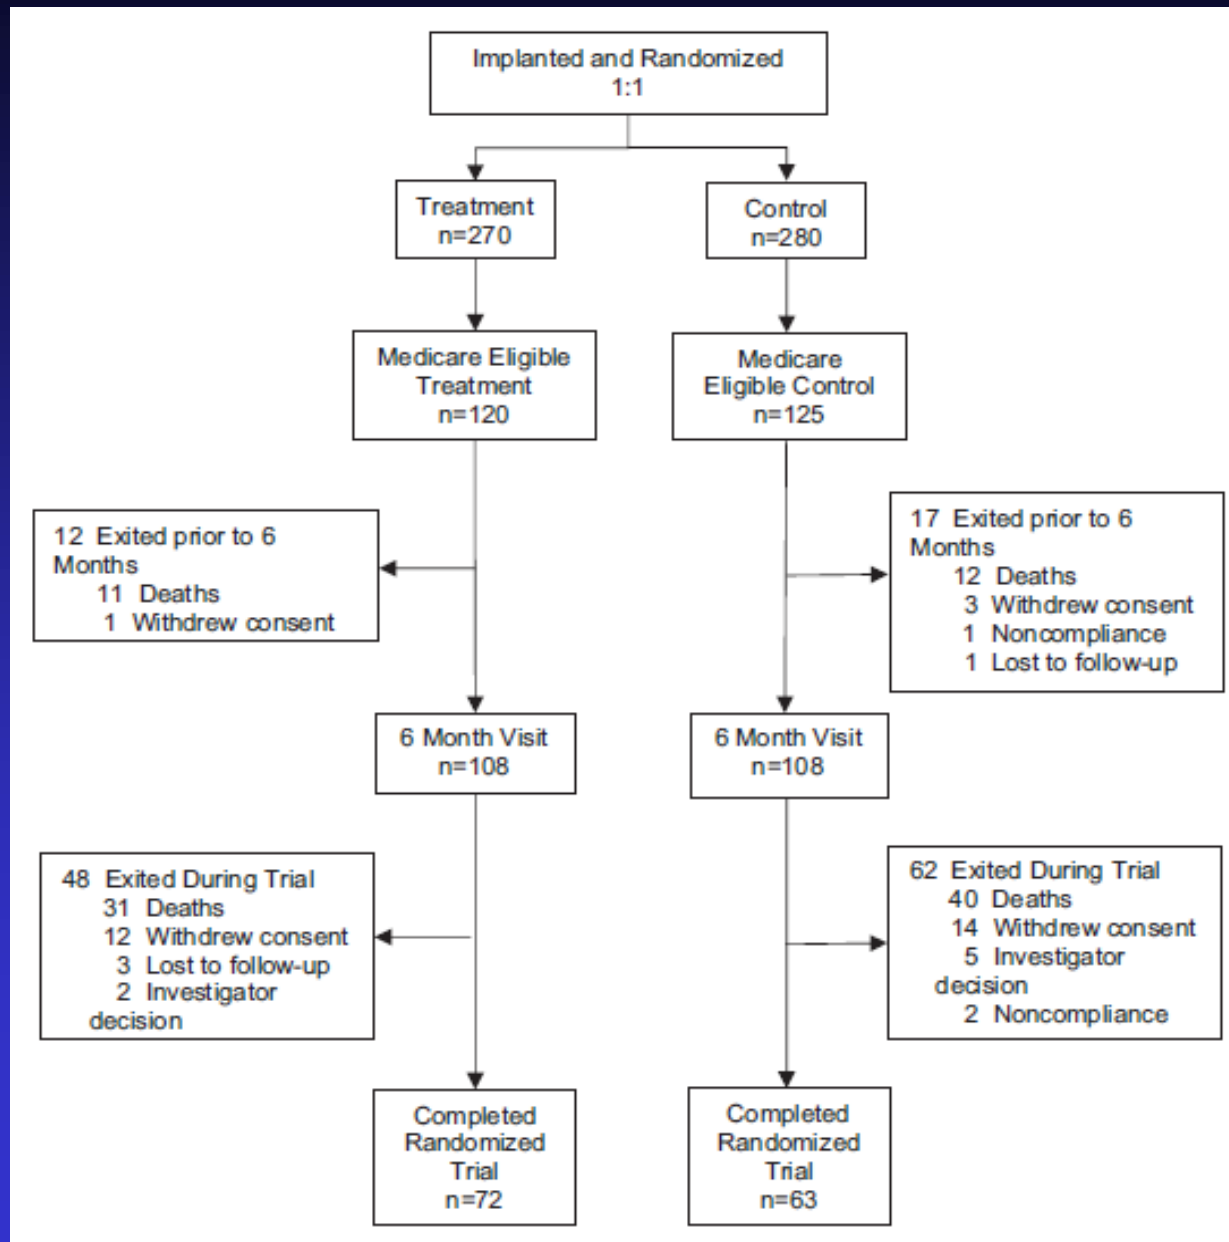 Implanted and Randomized
1:1
Treatment
n=270
Control
n=280
Medicare Eligible
Treatment
n=120
Medicare
Eligible Control
n=125
12 Exited prior to 6
Months
11 Deaths
1 Withdrew consent
17 Exited prior to 6
Months
12 Deaths
3 Withdrew consent
1 Noncompliance
1 Lost to follow-up
6 Month Visit
n=108
6 Month Visit
n=108
48 Exited During Trial
31 Deaths
12 Withdrew consent
3 Lost to follow-up
2 Investigator
decision
62 Exited During Trial
40 Deaths
14 Withdrew consent
5 Investigator
decision
2 Noncompliance
Completed
Randomized
Trial
n=72
Completed
Randomized
Trial
n=63